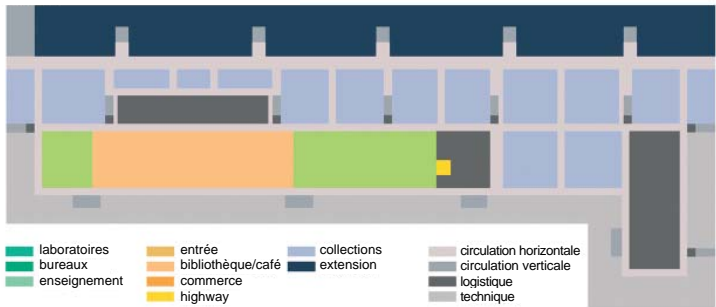 laboratoires
bureaux
enseignement
entrée
bibliothèque/café
commerce
highway
collections
extension
circulation horizontale
circulation verticale
logistique
technique